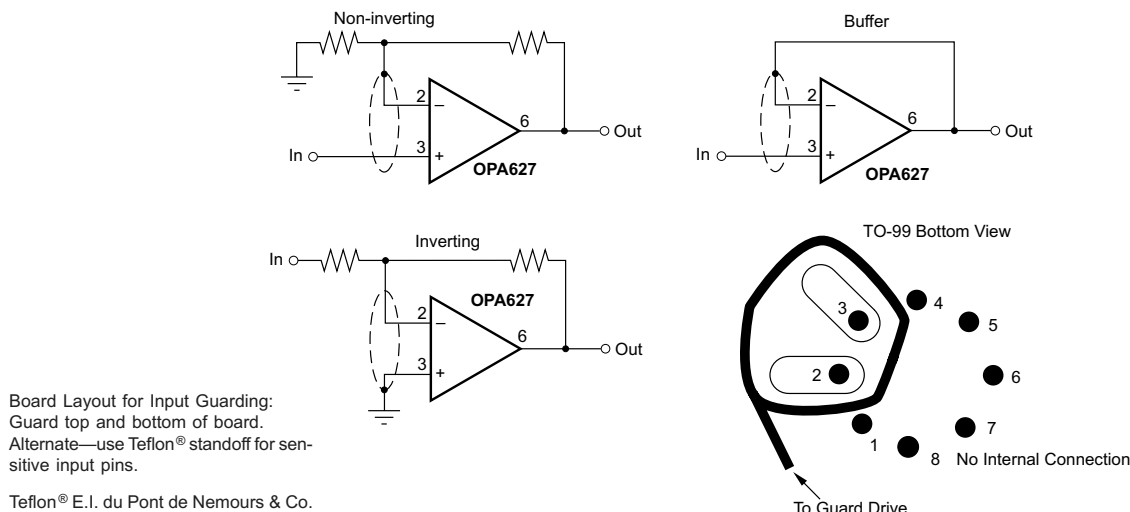 Non-inverting
2
–
6
Out
In
3
+
OPA627
Buffer
2
–
6
Out
In
3
+
OPA627
Inverting
In
OPA627
2
–
6
Out
3
+
TO-99 Bottom View
3
4
5
2
6
7
1
8 No Internal Connection
To Guard Drive
Board Layout for Input Guarding:
Guard top and bottom of board.
Alternate—use Teflon® standoff for sen-
sitive input pins.
Teflon® E.I. du Pont de Nemours & Co.